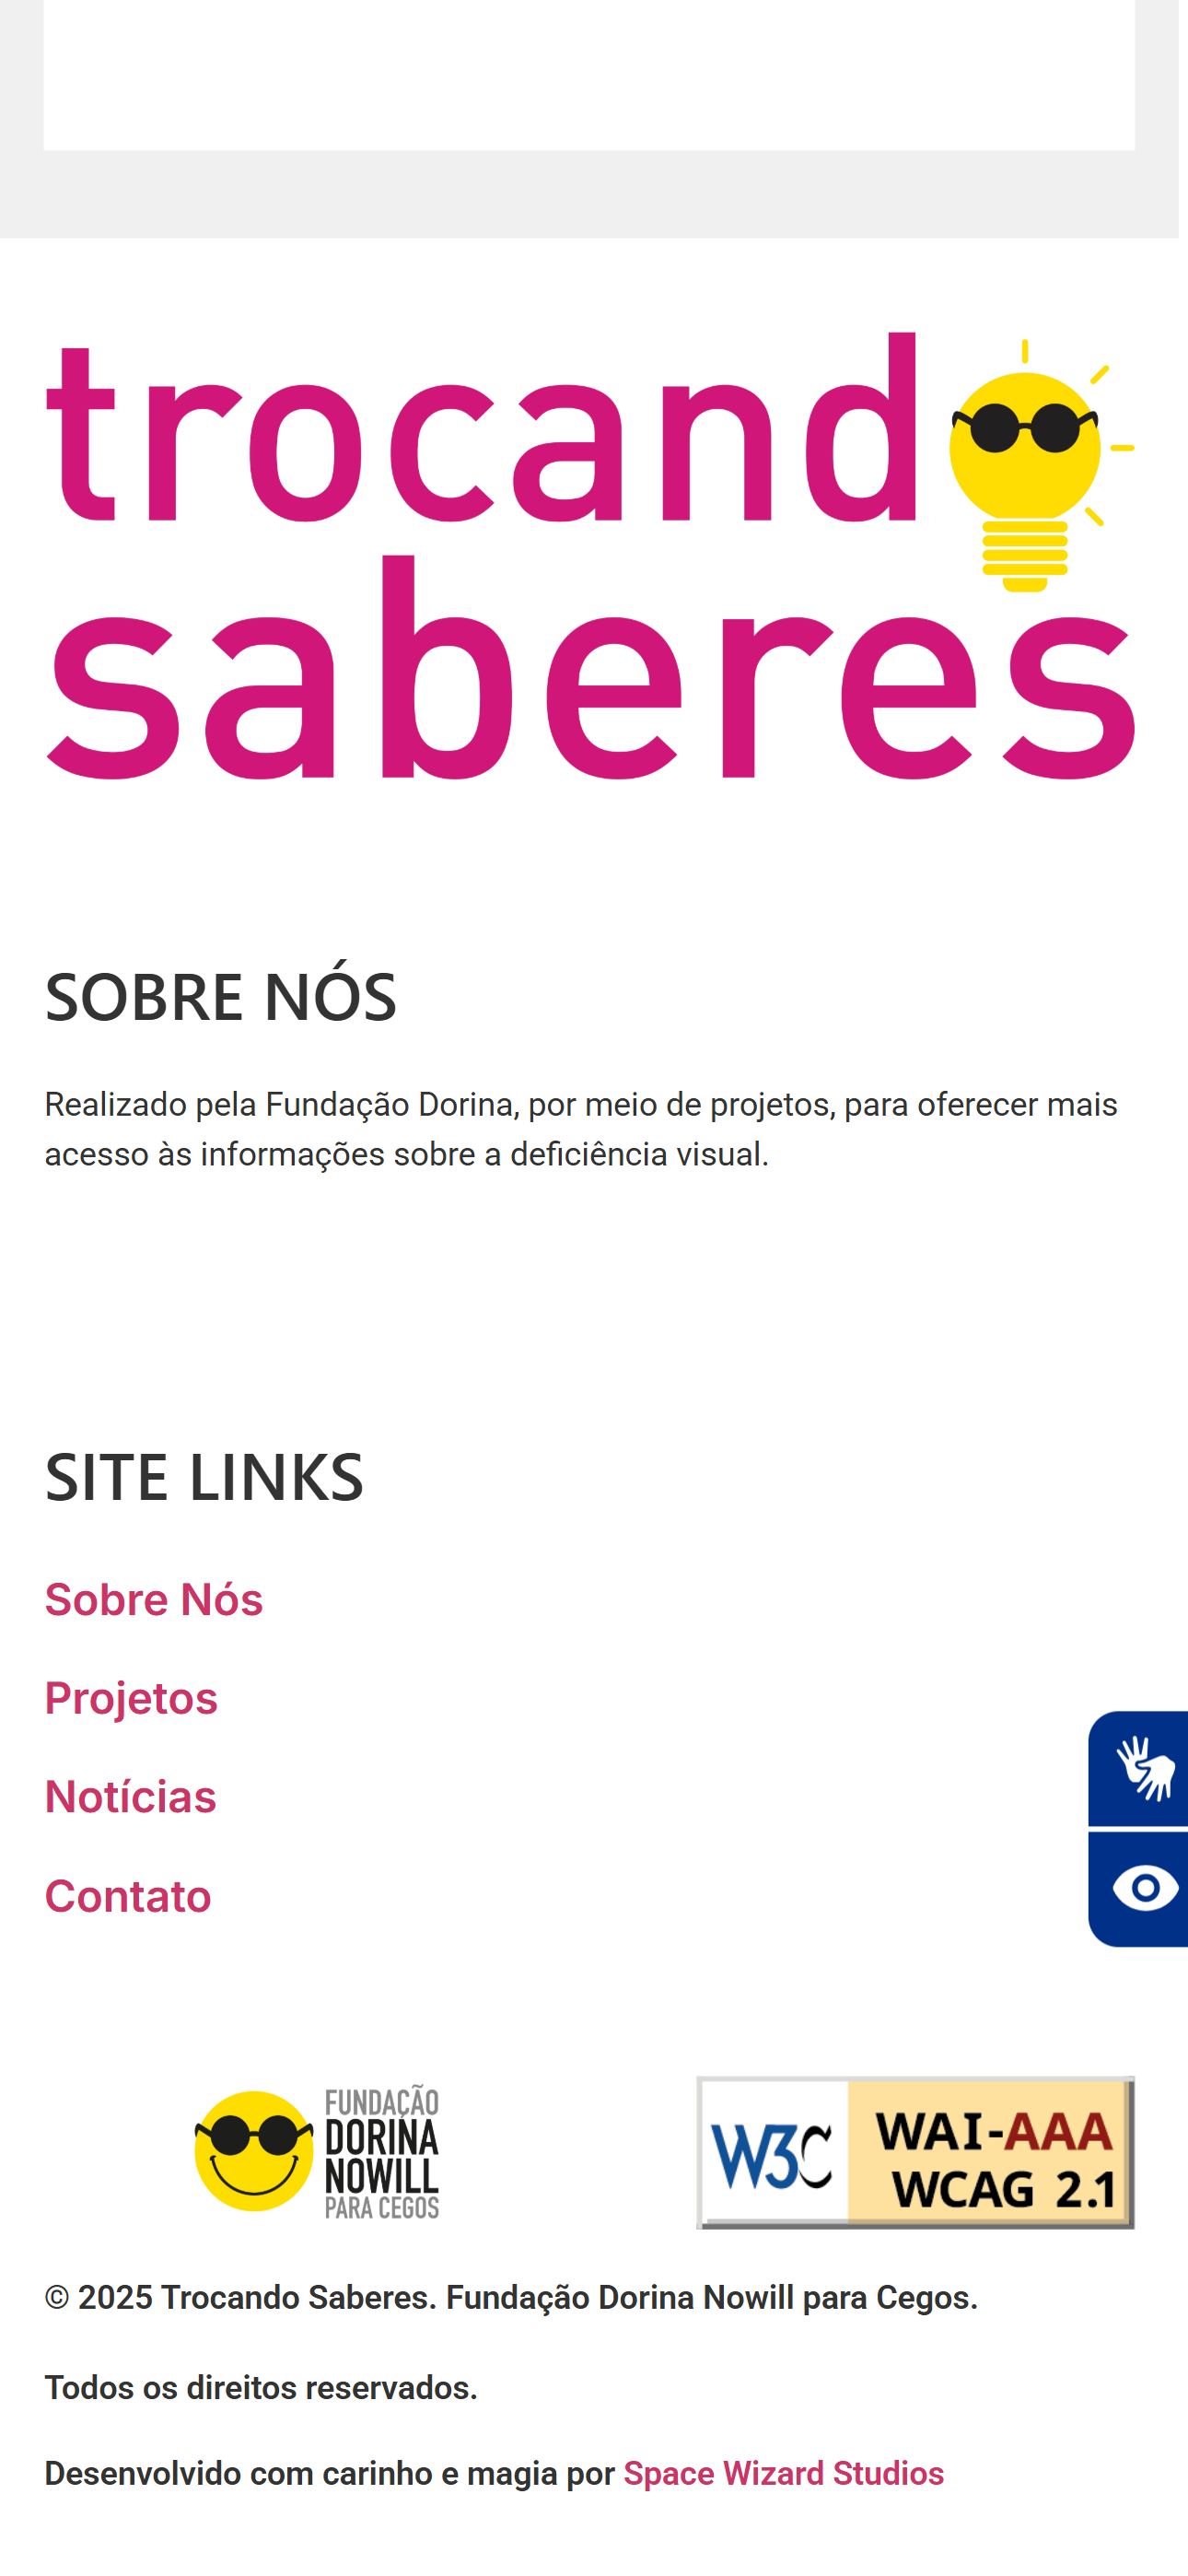 trocand
saberes
SOBRE NÓS
Realizado pela Fundação Dorina, por meio de projetos, para oferecer mais
acesso às informações sobre a deficiência visual.
SITE LINKS
Sobre Nós
Projetos
Notícias
Contato
FUNDAÇÃO
DORINA
NOWILL
PARA CEGOS
W3C
WAI-AAA
WCAG 2.1
© 2025 Trocando Saberes. Fundação Dorina Nowill para Cegos.
Todos os direitos reservados.
Desenvolvido com carinho e magia por Space Wizard Studios